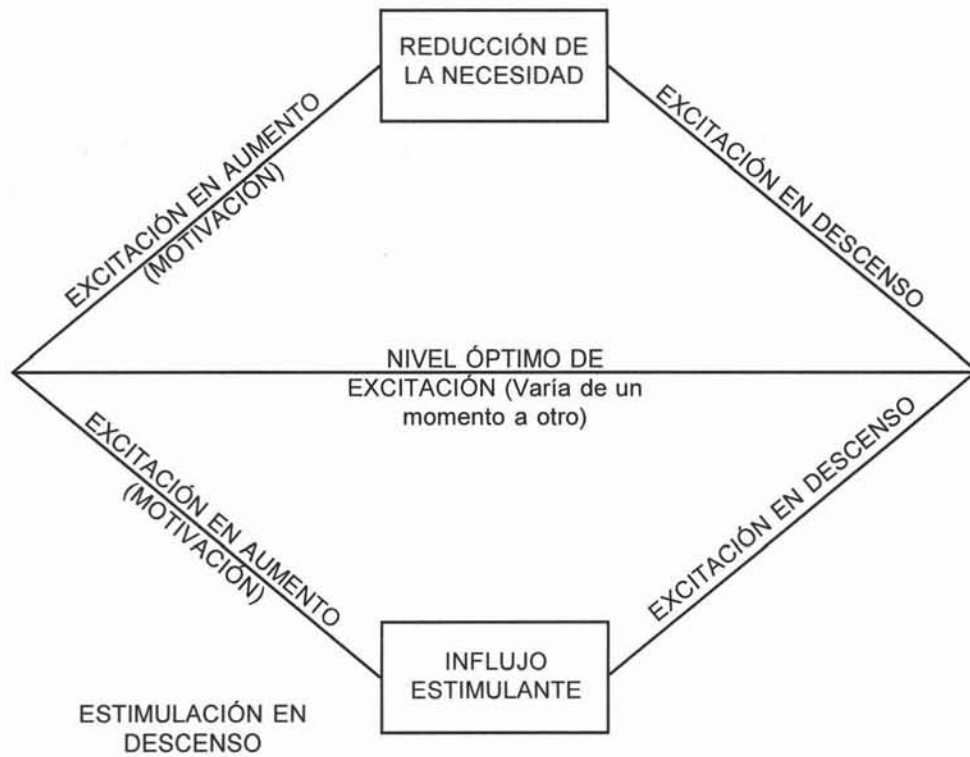 REDUCCIÓN DE
LA NECESIDAD
EXCITACIÓN EN AUMENTO
(MOTIVACIÓN)
EXCITACIÓN EN DESCENSO
NIVEL ÓPTIMO DE
EXCITACIÓN (Varía de un
momento a otro)
EXCITACIÓN EN AUMENTO
(MOTIVACIÓN)
EXCITACIÓN EN DESCENSO
INFLUJO
ESTIMULANTE
ESTIMULACIÓN EN
DESCENSO